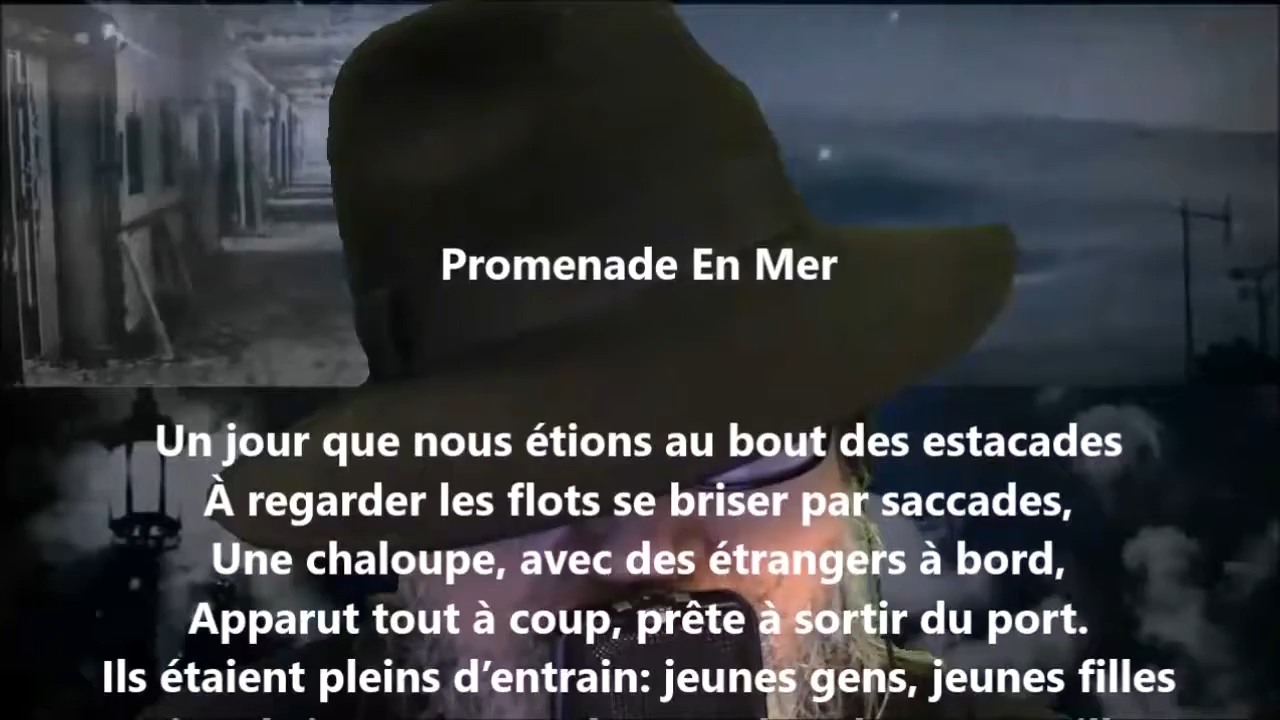 Promenade En Mer
Un jour que nous étions au bout des estacades
À regarder les flots se briser par saccades,
Une chaloupe, avec des étrangers à bord,
Apparut tout à coup, prête à sortir du port.
Ils étaient pleins d’entrain: jeunes gens, jeunes filles